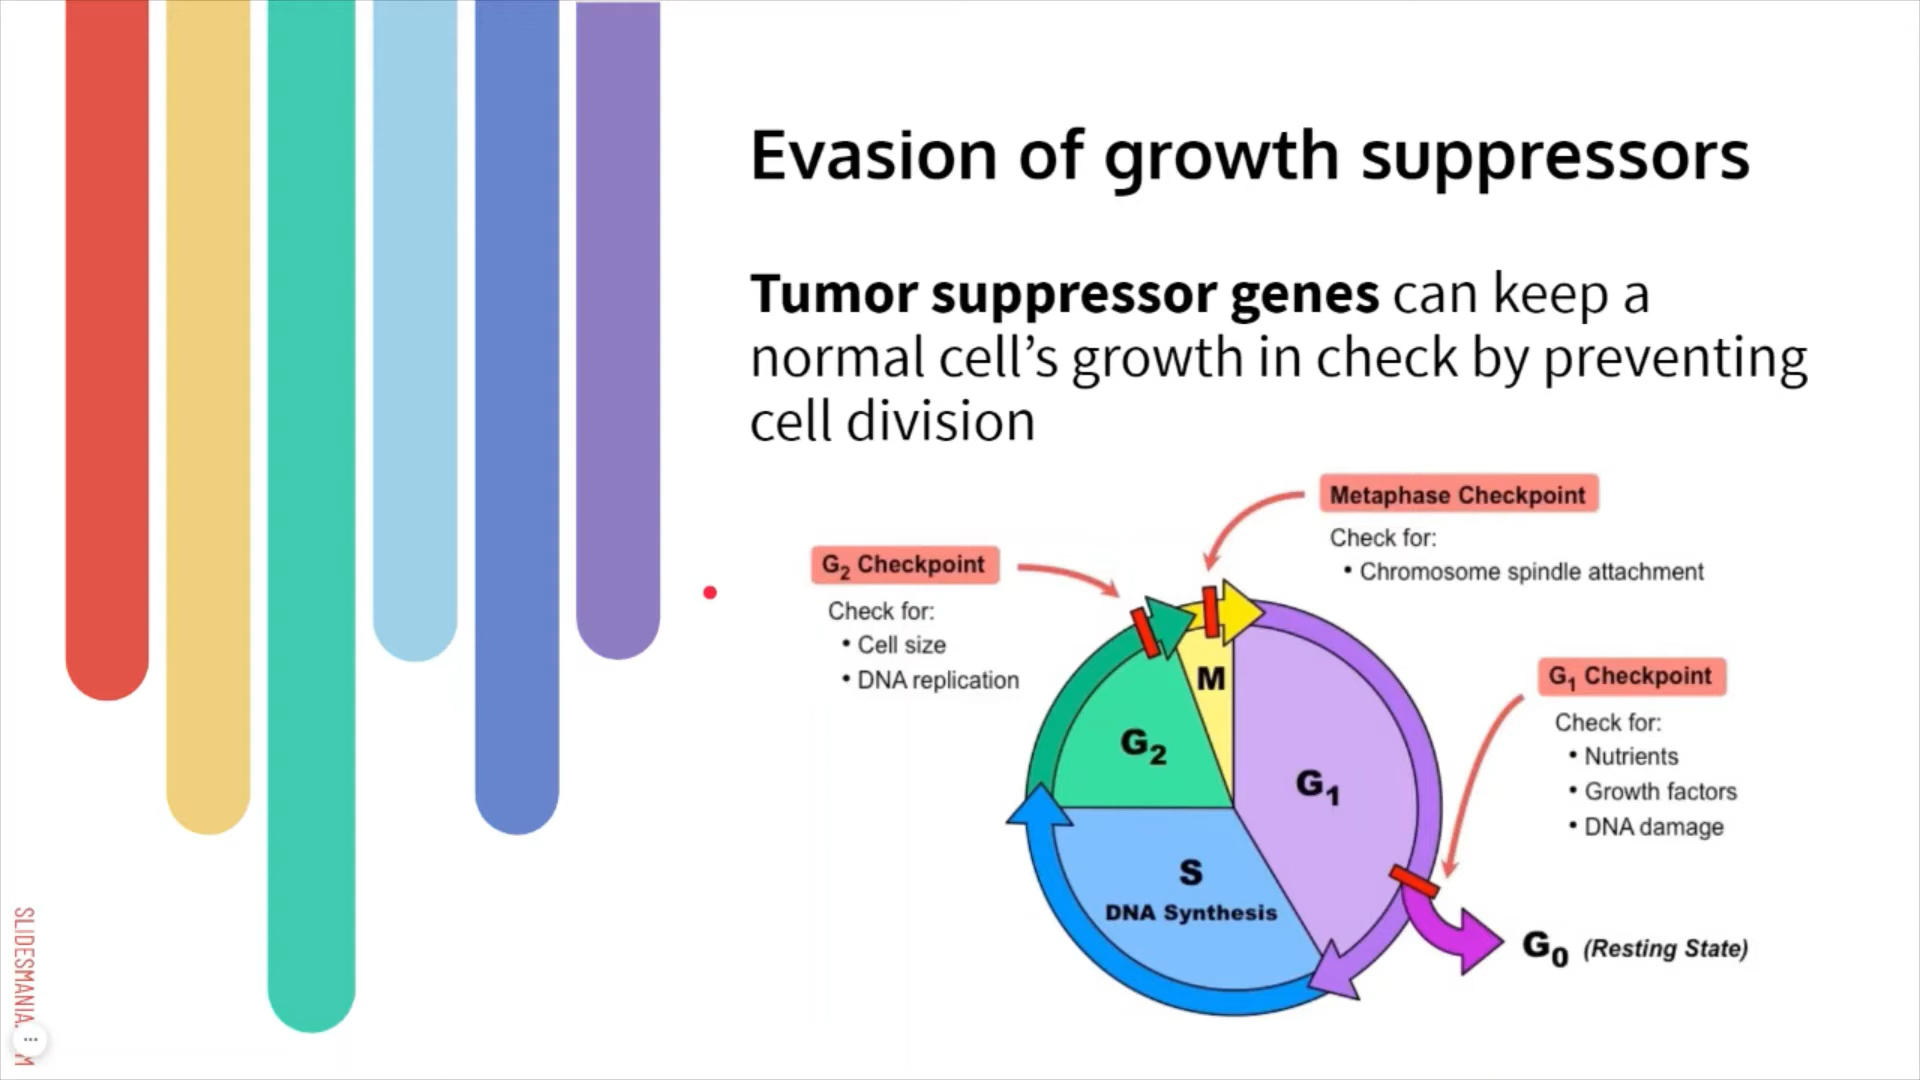 Evasion of growth suppressors
Tumor suppressor genes can keep a
normal cell’s growth in check by preventing
cell division
Metaphase Checkpoint
Check for:
• Chromosome spindle attachment
G₂ Checkpoint
Check for:
• Cell size
• DNA replication
G₁ Checkpoint
Check for:
• Nutrients
• Growth factors
• DNA damage
M
G₂
G₁
S
DNA Synthesis
G₀ (Resting State)